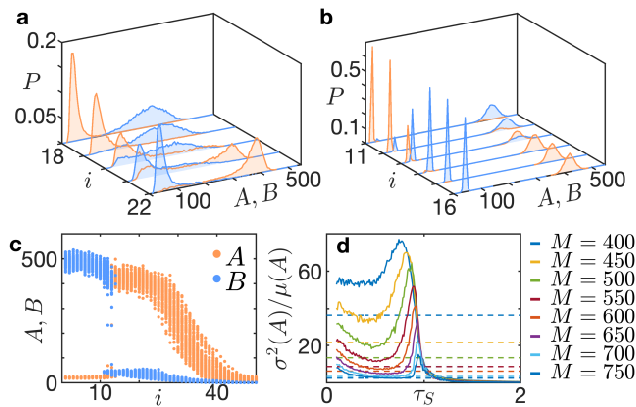 a
0.2
P
0.05
18
i
22
100
A, B
500
b
0.5
P
0.1
11
i
16
100
A, B
500
c
500
A, B
0
10
i
40
A
B
d
σ²(A)/μ(A)
60
20
0
τ_S
2
M = 400
M = 450
M = 500
M = 550
M = 600
M = 650
M = 700
M = 750